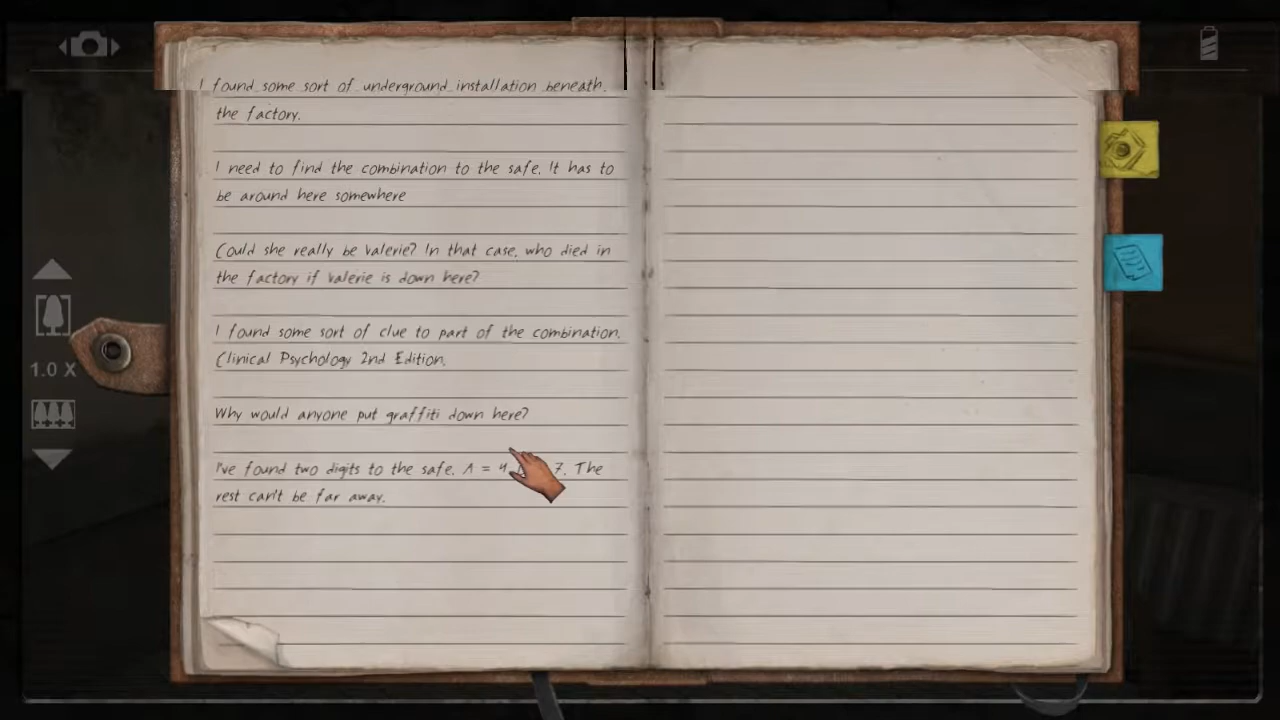 I found some sort of underground installation beneath
the factory.
I need to find the combination to the safe. It has to
be around here somewhere
Could she really be Valerie? In that case, who died in
the factory if Valerie is down here?
I found some sort of clue to part of the combination.
Clinical Psychology 2nd Edition.
Why would anyone put graffiti down here?
I've found two digits to the safe. A = 4 7. The
rest can't be far away.
1.0 X